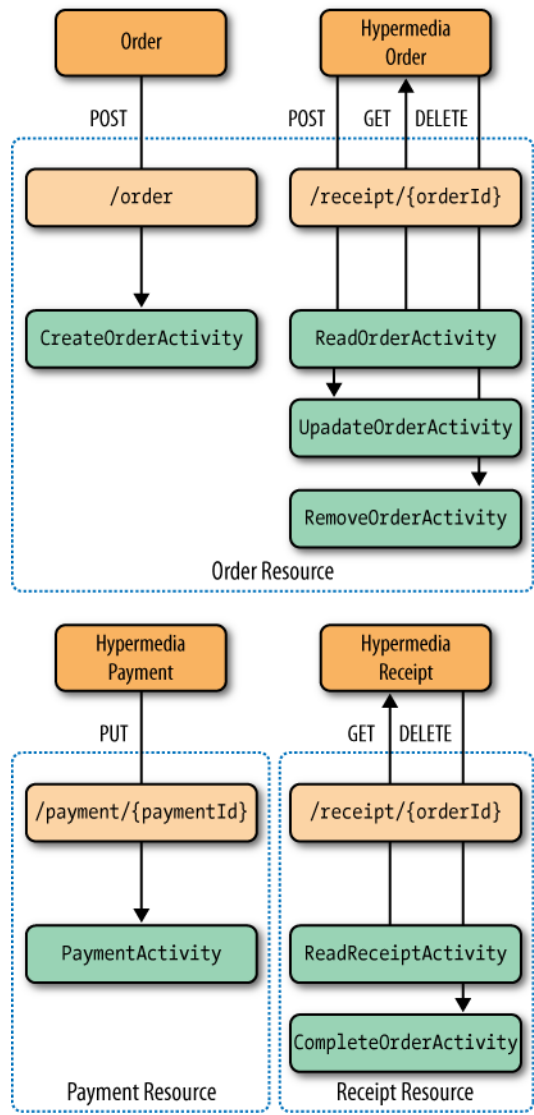 Order
Hypermedia
Order
POST
POST
GET
DELETE
/order
/receipt/{orderId}
CreateOrderActivity
ReadOrderActivity
UpadateOrderActivity
RemoveOrderActivity
Order Resource
Hypermedia
Payment
Hypermedia
Receipt
PUT
GET
DELETE
/payment/{paymentId}
/receipt/{orderId}
PaymentActivity
ReadReceiptActivity
CompleteOrderActivity
Payment Resource
Receipt Resource